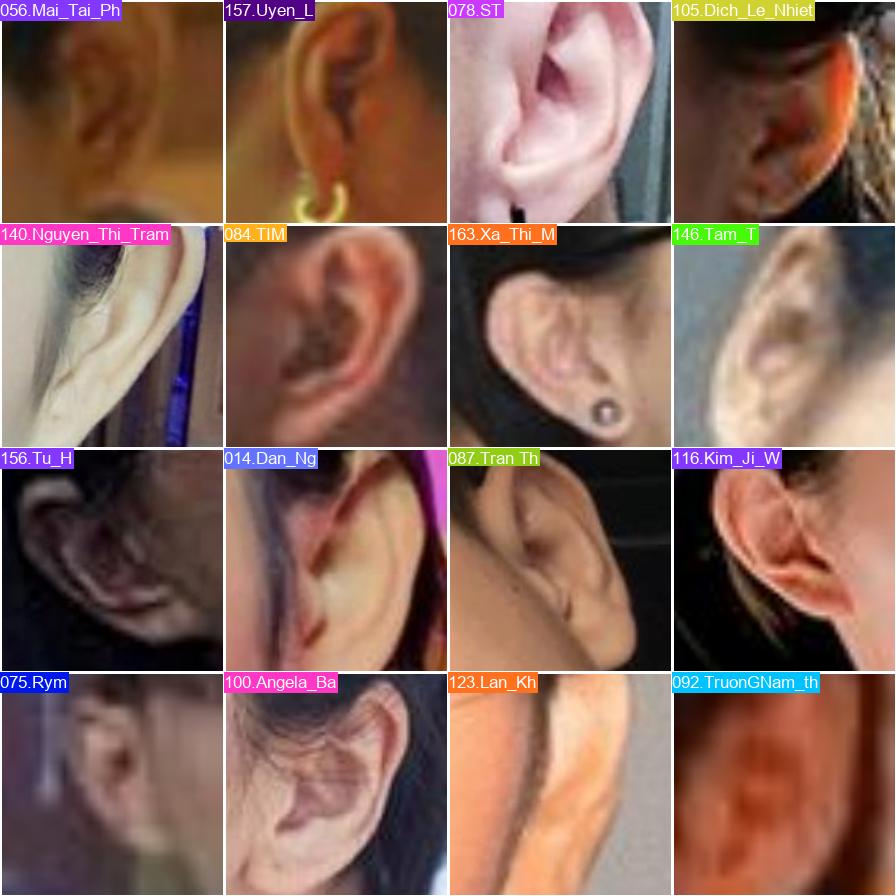 056.Mai_Tai_Ph
157.Uyen_L
078.ST
105.Dich_Le_Nhiet
140.Nguyen_Thi_Tram
084.TIM
163.Xa_Thi_M
146.Tam_T
156.Tu_H
014.Dan_Ng
087.Tran Th
116.Kim_Ji_W
075.Rym
100.Angela_Ba
123.Lan_Kh
092.TruonGNam_th